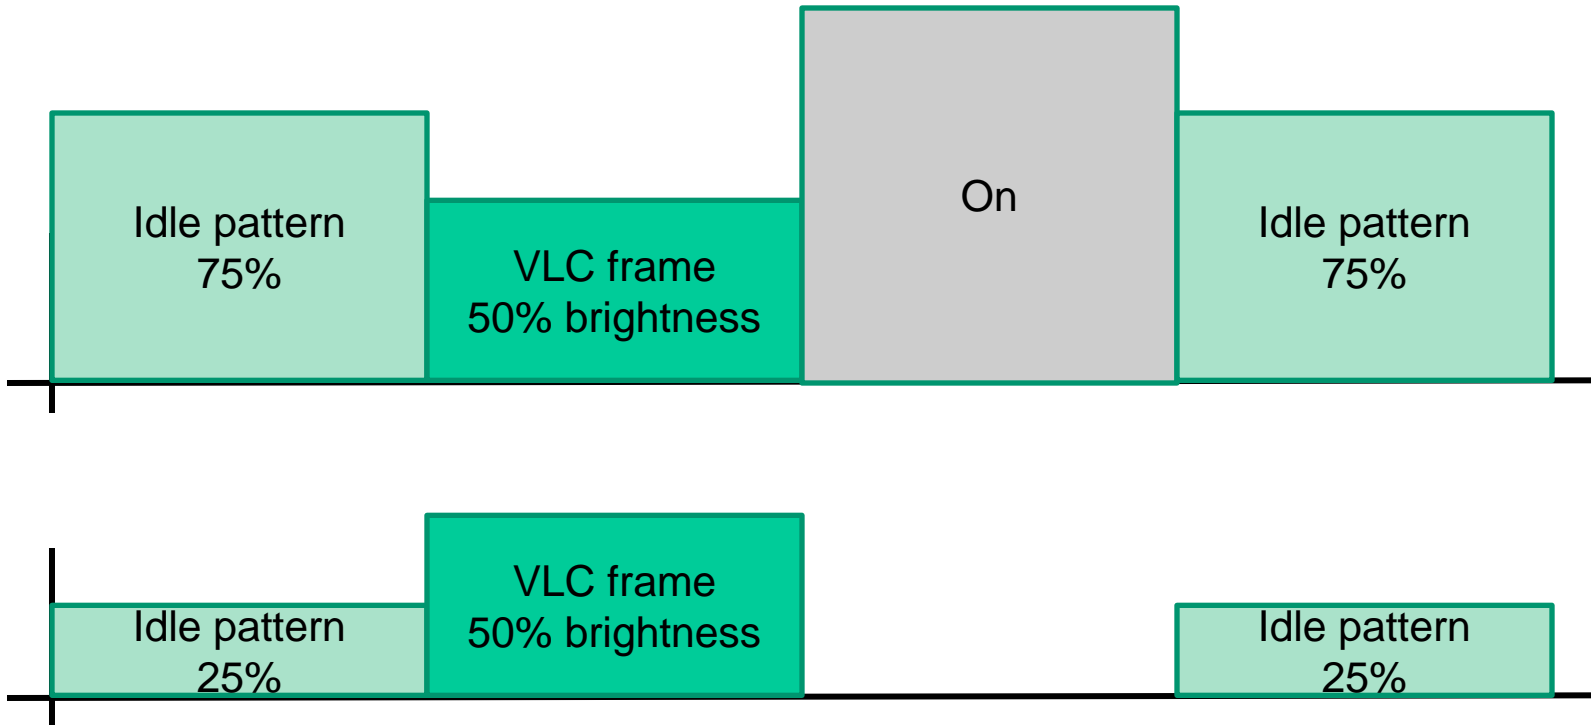 Idle pattern
75%
VLC frame
50% brightness
On
Idle pattern
75%
Idle pattern
25%
VLC frame
50% brightness
Idle pattern
25%